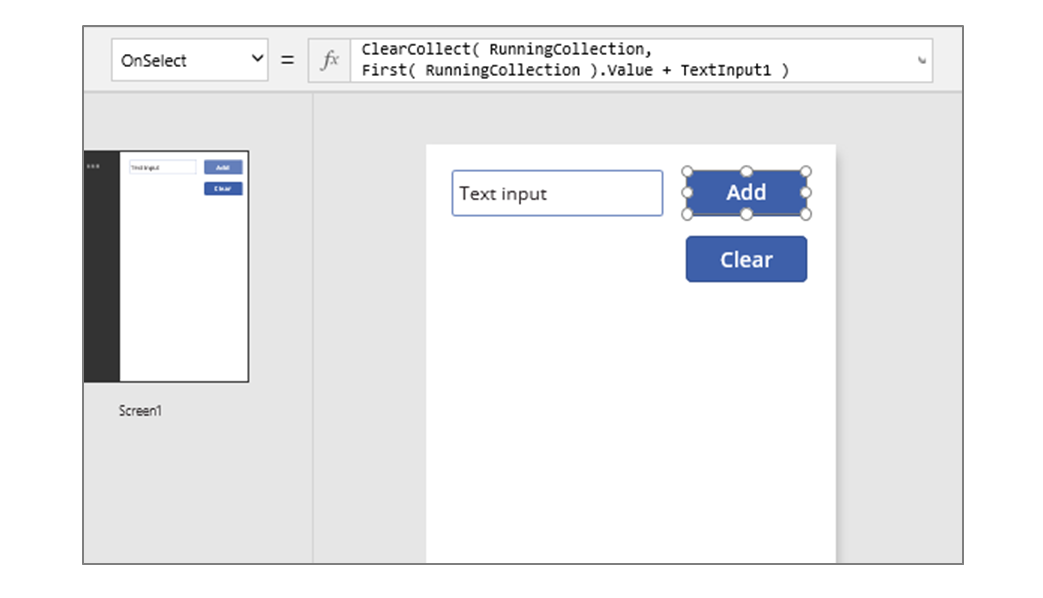 OnSelect
=
fx
ClearCollect( RunningCollection,
First( RunningCollection ).Value + TextInput1 )
Text input
Add
Clear
Screen1
Text input
Add
Clear